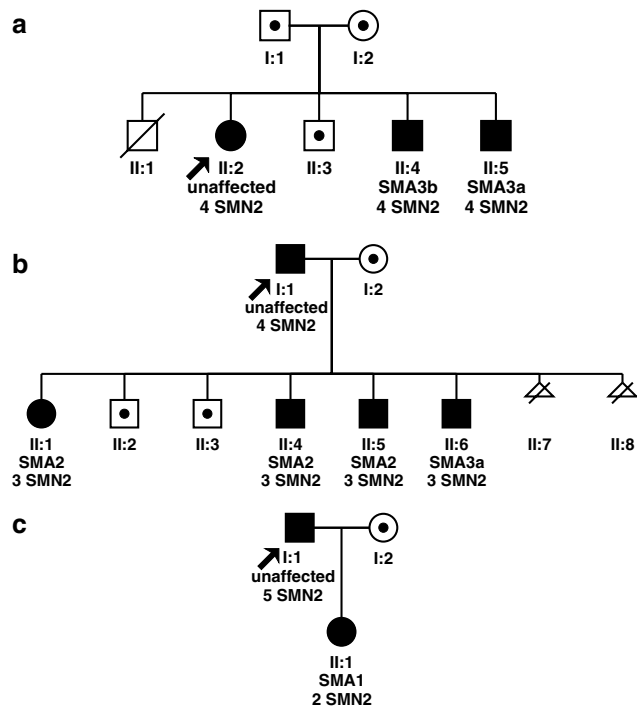 a
I:1 I:2
II:1 II:2 II:3 II:4 II:5
unaffected SMA3b SMA3a
4 SMN2 4 SMN2 4 SMN2
b
I:1 I:2
unaffected
4 SMN2
II:1 II:2 II:3 II:4 II:5 II:6 II:7 II:8
SMA2 SMA2 SMA2 SMA3a
3 SMN2 3 SMN2 3 SMN2 3 SMN2
c
I:1 I:2
unaffected
5 SMN2
II:1
SMA1
2 SMN2